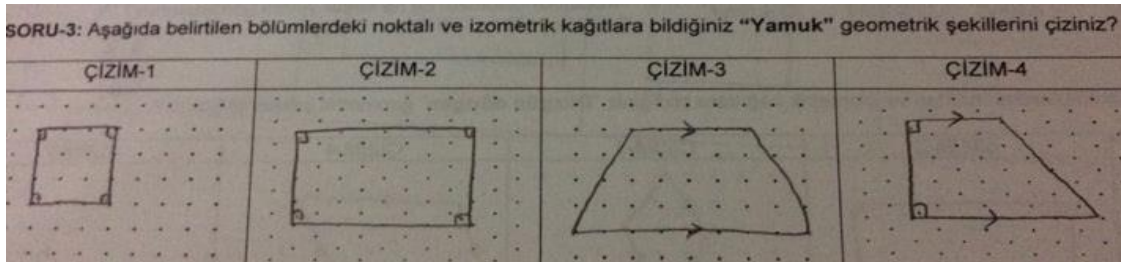 SORU-3: Aşağıda belirtilen bölümlerdeki noktalı ve izometrik kağıtlara bildiğiniz “Yamuk” geometrik şekillerini çiziniz?
ÇİZİM-1 ÇİZİM-2 ÇİZİM-3 ÇİZİM-4